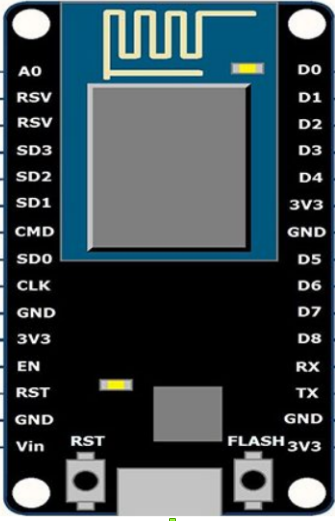 A0 D0
RSV D1
RSV D2
SD3 D3
SD2 D4
SD1 3V3
CMD GND
SD0 D5
CLK D6
GND D7
3V3 D8
EN RX
RST TX
GND GND
Vin RST FLASH 3V3